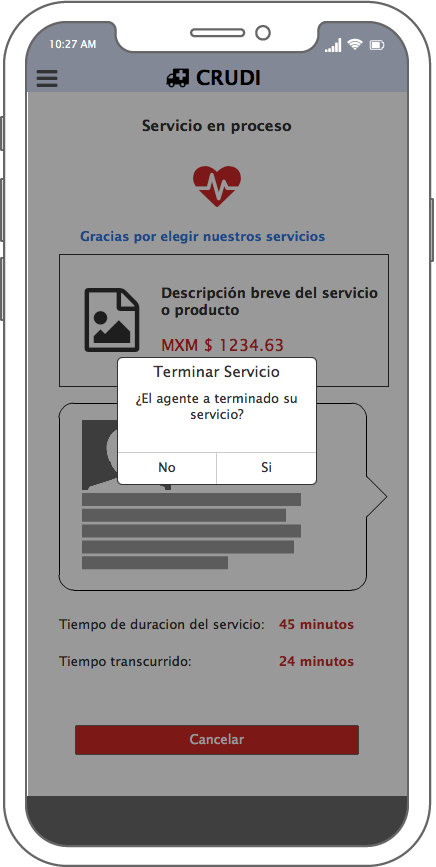 10:27 AM
CRUDI
Servicio en proceso
Gracias por elegir nuestros servicios
Descripción breve del servicio
o producto
MXM $ 1234.63
Terminar Servicio
¿El agente a terminado su
servicio?
No
Si
Tiempo de duracion del servicio: 45 minutos
Tiempo transcurrido: 24 minutos
Cancelar